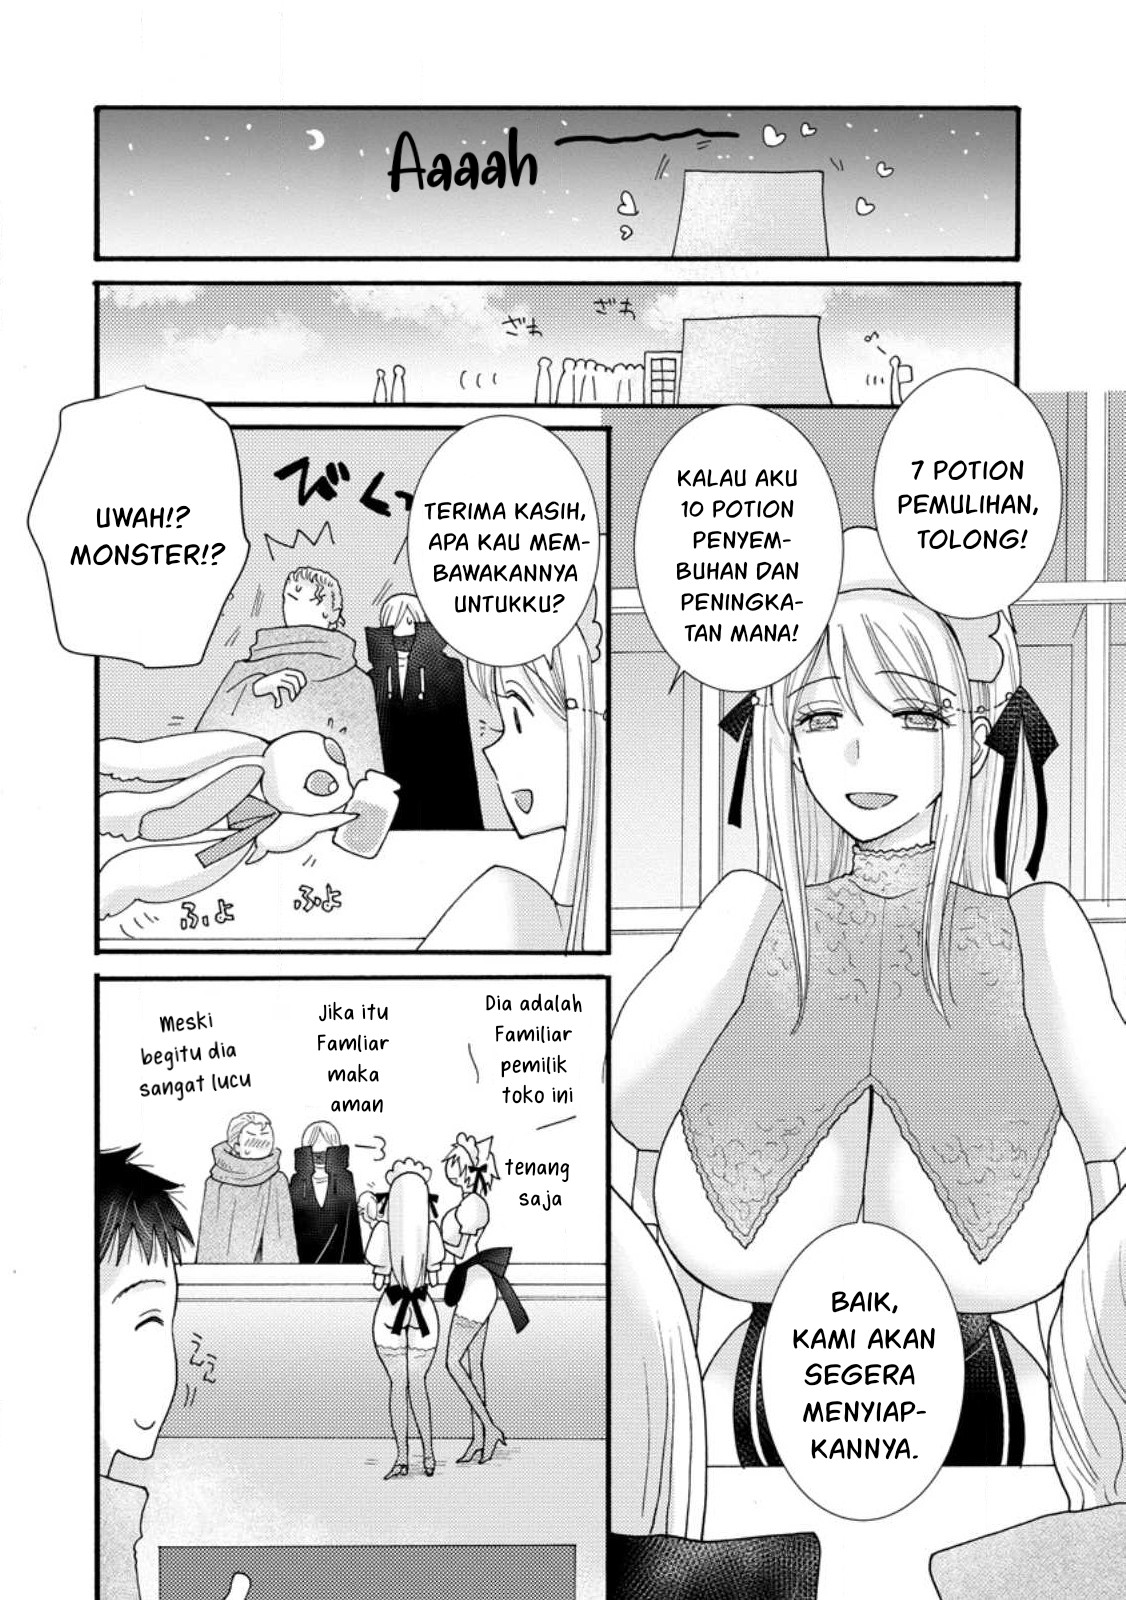 Aaaah
ざわ
ざわ
7 POTION
PEMULIHAN,
TOLONG!
KALAU AKU
10 POTION
PENYEM-
BUHAN DAN
PENINGKA-
TAN MANA!
BAIK,
KAMI AKAN
SEGERA
MENYIAP-
KANNYA.
TERIMA KASIH,
APA KAU MEM-
BAWAKANNYA
UNTUKKU?
びくっ
UWAH!?
MONSTER!?
ふよ
ふよ
Dia adalah
Familiar
pemilik
toko ini
tenang
saja
Jika itu
Famliar
maka
aman
Meski
begitu dia
sangat lucu
ええ